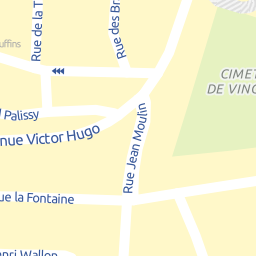 Rue de la T
Rue des Br
uffins
CIMET
DE VINC
l Palissy
nue Victor Hugo
Rue Jean Moulin
ue la Fontaine
nri Wallon